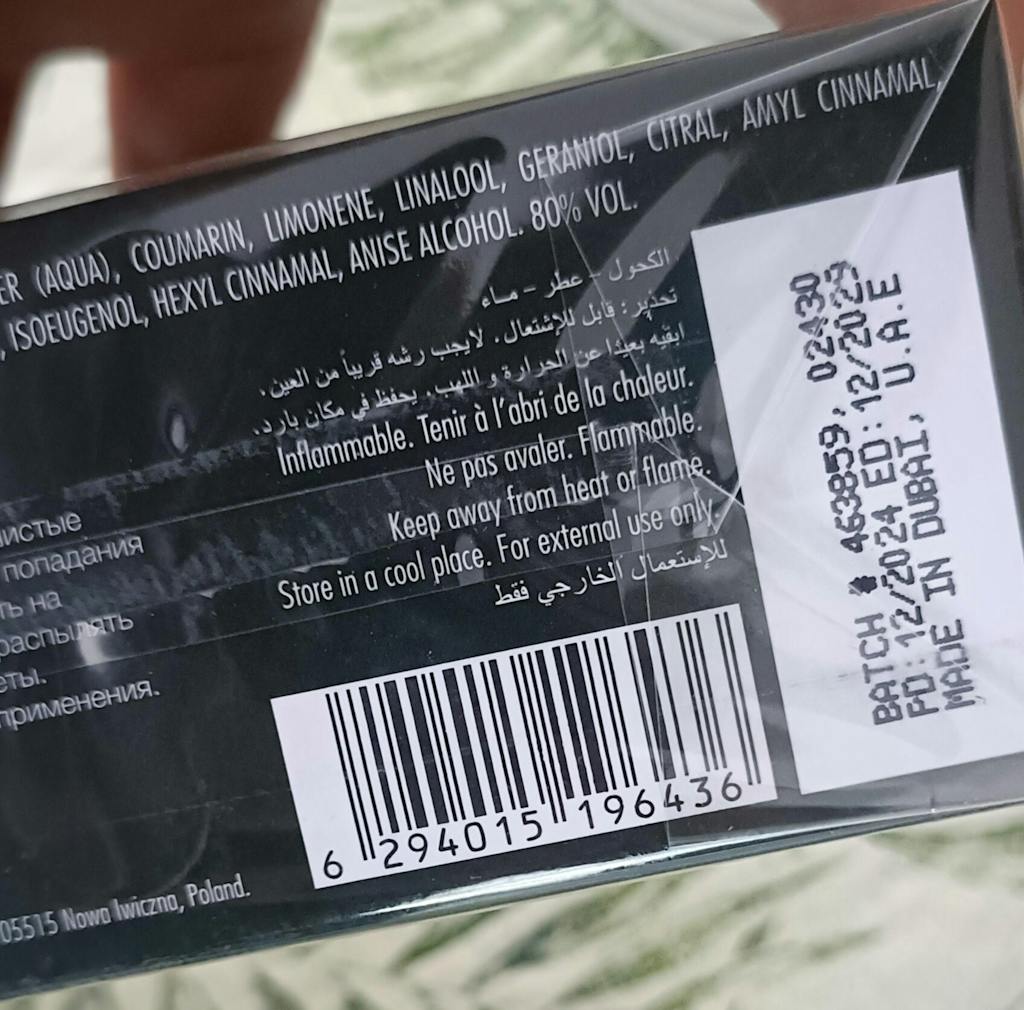 ER (AQUA), COUMARIN, LIMONENE, LINALOOL, GERANIOL, CITRAL, AMYL CINNAMAL,
, ISOEUGENOL, HEXYL CINNAMAL, ANISE ALCOHOL. 80% VOL.
الكحول - عطر - ماء
تحذير: قابل للإشتعال. لايجب رشه قريباً من العين.
ابقيه بعيدا عن الحرارة و اللهب، يحفظ في مكان بارد.
Inflammable. Tenir à l'abri de la chaleur.
Ne pas avaler. Flammable.
Keep away from heat or flame.
Store in a cool place. For external use only.
للإستعمال الخارجي فقط
истые
попадания
ть на
распылять
еты.
применения.
6 294015 196436
05515 Nowa Iwiczna, Poland.
BATCH # 463859, 02430
PD: 12/2024 ED: 12/2029
MADE IN DUBAI, U.A.E